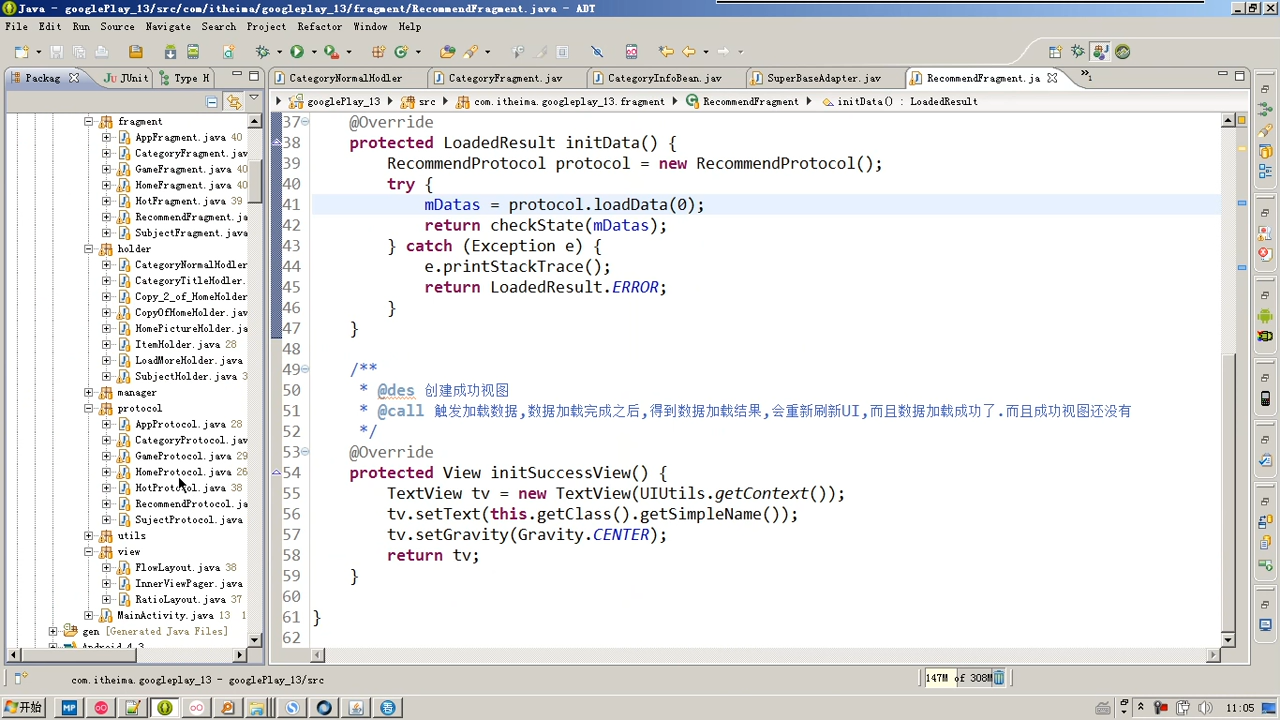 Java - googlePlay_13/src/com/itheima/googleplay_13/fragment/RecommendFragment.java - ADT
File Edit Run Source Navigate Search Project Refactor Window Help
Packag JUnit Type H
CategoryNormalHodler CategoryFragment.jav CategoryInfoBean.jav SuperBaseAdapter.jav RecommendFragment.ja »1
googlePlay_13 src com.itheima.googleplay_13.fragment RecommendFragment initData() : LoadedResult
fragment
AppFragment.java 40
CategoryFragment.jav
GameFragment.java 40
HomeFragment.java 40
HotFragment.java 39
RecommendFragment.ja
SubjectFragment.java
holder
CategoryNormalHodler
CategoryTitleHodler.
Copy_2_of_HomeHolder
CopyOfHomeHolder.jav
HomePictureHolder.ja
ItemHolder.java 28
LoadMoreHolder.java
SubjectHolder.java 3
manager
protocol
AppProtocol.java 28
CategoryProtocol.jav
GameProtocol.java 29
HomeProtocol.java 26
HotProtocol.java 38
RecommendProtocol.ja
SujectProtocol.java
utils
view
FlowLayout.java 38
InnerViewPager.java
RatioLayout.java 37
MainActivity.java 13 1
gen [Generated Java Files]
Android 4.3
37 @Override
38 protected LoadedResult initData() {
39 RecommendProtocol protocol = new RecommendProtocol();
40 try {
41 mDatas = protocol.loadData(0);
42 return checkState(mDatas);
43 } catch (Exception e) {
44 e.printStackTrace();
45 return LoadedResult.ERROR;
46 }
47 }
48
49 /**
50 * @des 创建成功视图
51 * @call 触发加载数据,数据加载完成之后,得到数据加载结果,会重新刷新UI,而且数据加载成功了.而且成功视图还没有
52 */
53 @Override
54 protected View initSuccessView() {
55 TextView tv = new TextView(UIUtils.getContext());
56 tv.setText(this.getClass().getSimpleName());
57 tv.setGravity(Gravity.CENTER);
58 return tv;
59 }
60
61 }
62
com.itheima.googleplay_13 - googlePlay_13/src
147M of 308M
开始
11:05